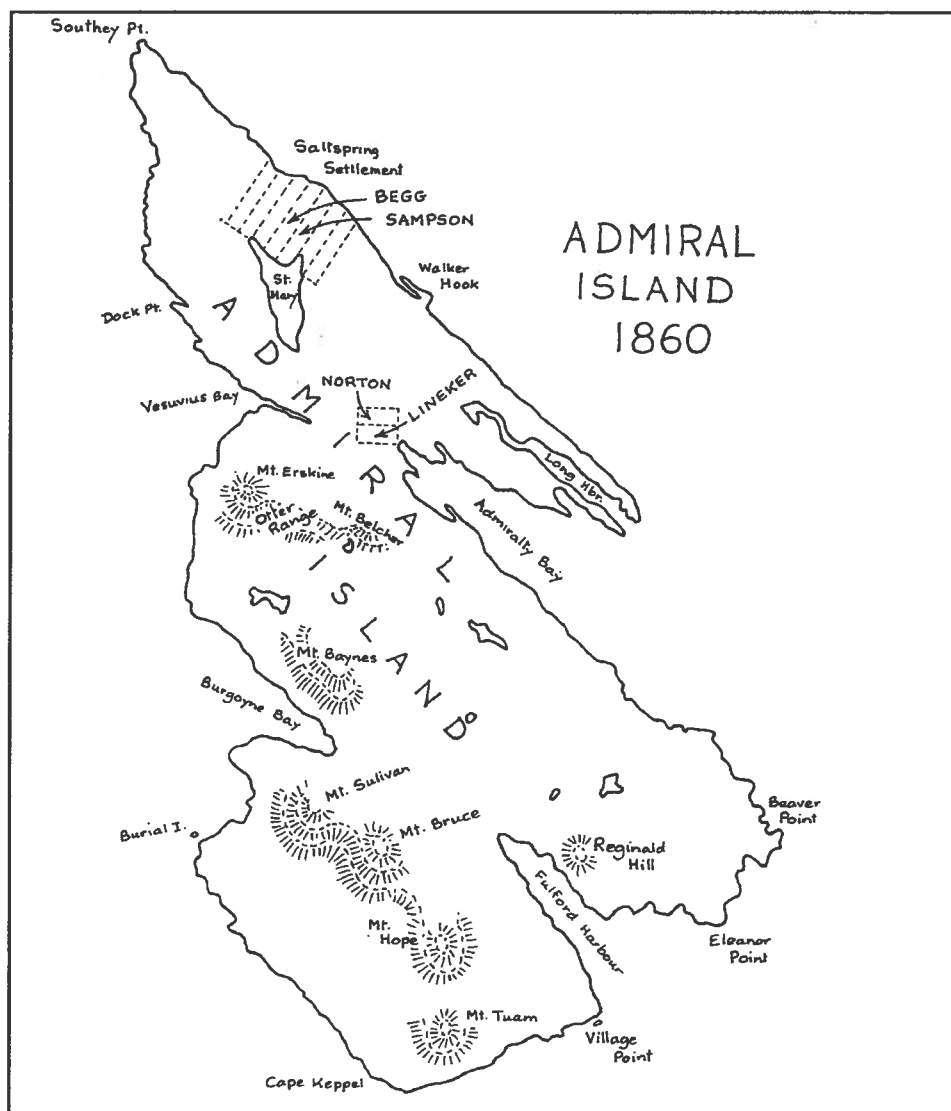 Southey Pt.
Saltspring
Settlement
BEGG
SAMPSON
ADMIRAL
ISLAND
1860
Walker
Hook
St.
Mary
Dock Pt.
NORTON
LINEKER
Vesuvius Bay
Long Hbr.
Mt. Erskine
Otter
Range
Mt. Belcher
Admiralty Bay
ADMIRAL ISLAND
Mt. Baynes
Burgoyne Bay
Mt. Sulivan
Mt. Bruce
Burial I.
Beaver
Point
Reginald
Hill
Fulford Harbour
Mt.
Hope
Eleanor
Point
Mt. Tuam
Village
Point
Cape Keppel